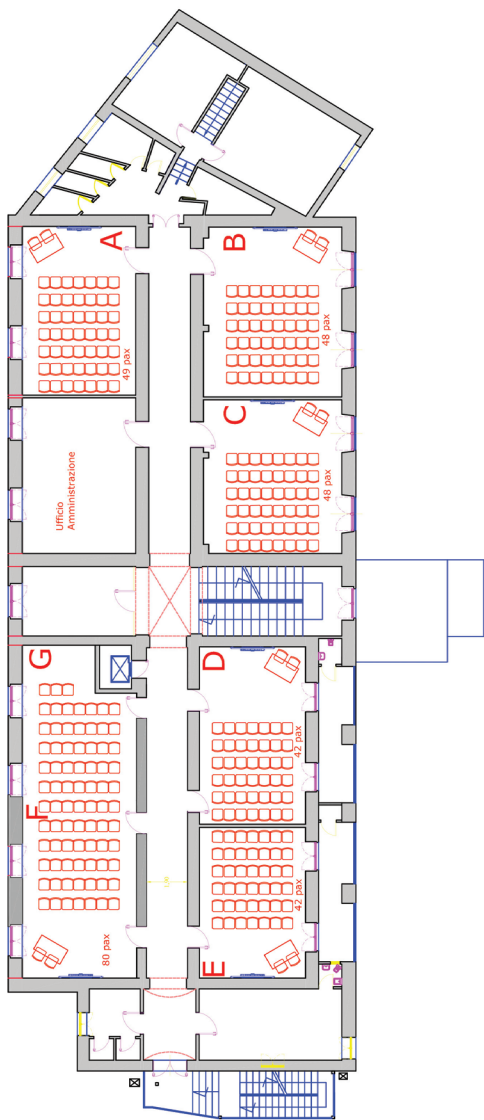 A
49 pax
B
48 pax
C
48 pax
Ufficio
Amministrazione
G
D
42 pax
F
80 pax
E
42 pax